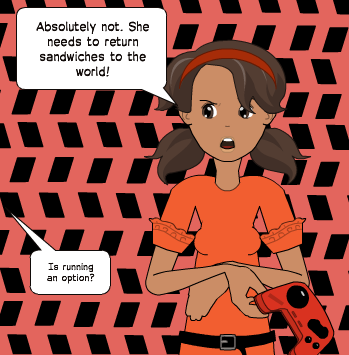 Absolutely not. She
needs to return
sandwiches to the
world!
Is running
an option?